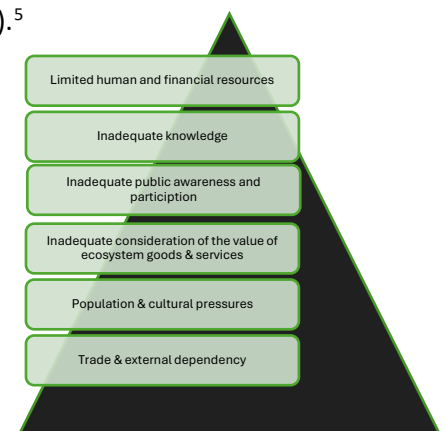 ).5
Limited human and financial resources
Inadequate knowledge
Inadequate public awareness and
particiption
Inadequate consideration of the value of
ecosystem goods & services
Population & cultural pressures
Trade & external dependency